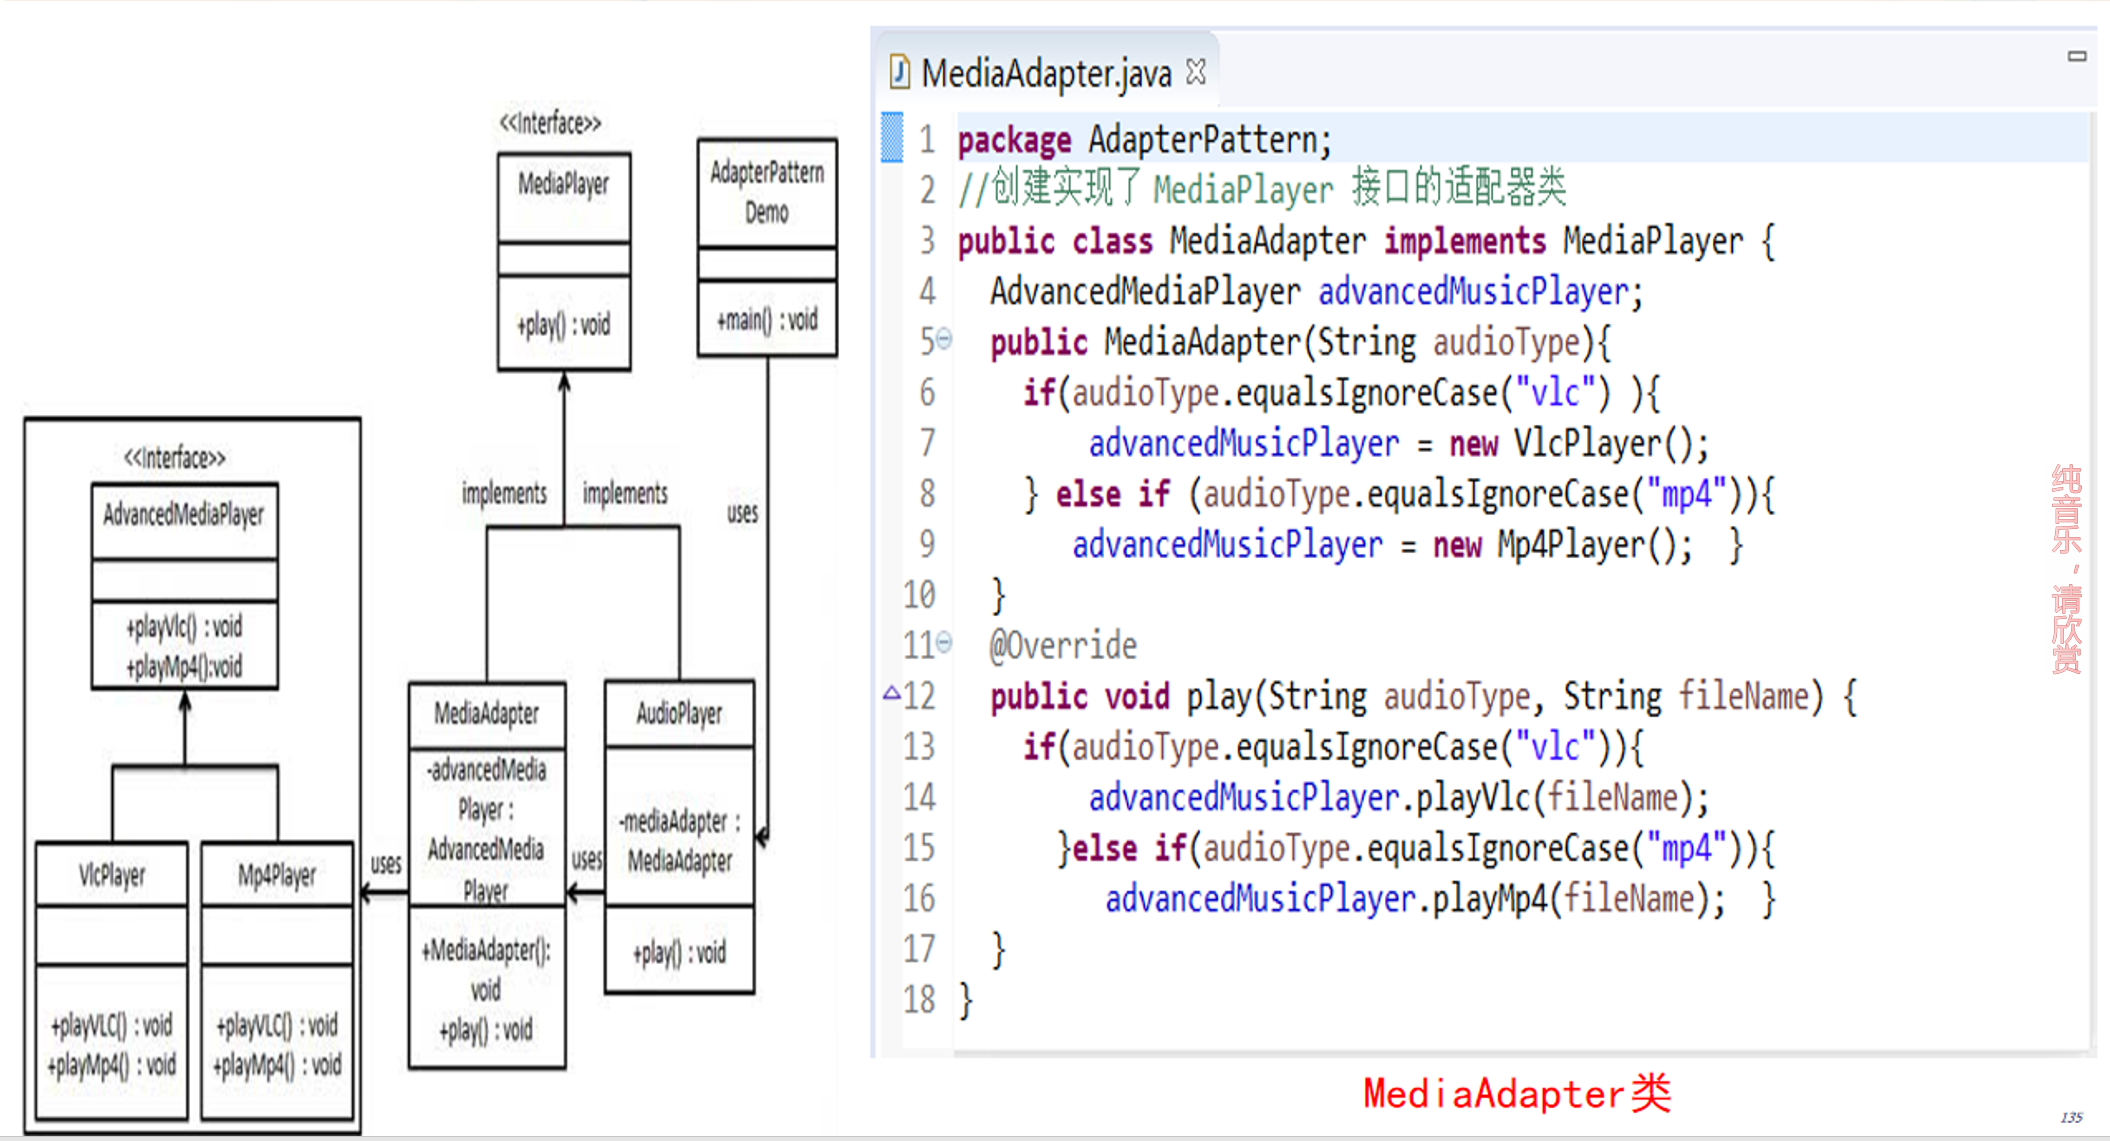 <<Interface>>
MediaPlayer
+play() : void
AdapterPattern
Demo
+main() : void
implements
implements
uses
<<Interface>>
AdvancedMediaPlayer
+playVlc() : void
+playMp4():void
VlcPlayer
+playVLC() : void
+playMp4() : void
Mp4Player
+playVLC() : void
+playMp4() : void
uses
MediaAdapter
-advancedMedia
Player :
AdvancedMedia
Player
+MediaAdapter():
void
+play() : void
uses
AudioPlayer
-mediaAdapter :
MediaAdapter
+play() : void
MediaAdapter.java
1 package AdapterPattern;
2 //创建实现了 MediaPlayer 接口的适配器类
3 public class MediaAdapter implements MediaPlayer {
4 AdvancedMediaPlayer advancedMusicPlayer;
5 public MediaAdapter(String audioType){
6 if(audioType.equalsIgnoreCase("vlc") ){
7 advancedMusicPlayer = new VlcPlayer();
8 } else if (audioType.equalsIgnoreCase("mp4")){
9 advancedMusicPlayer = new Mp4Player(); }
10 }
11 @Override
12 public void play(String audioType, String fileName) {
13 if(audioType.equalsIgnoreCase("vlc")){
14 advancedMusicPlayer.playVlc(fileName);
15 }else if(audioType.equalsIgnoreCase("mp4")){
16 advancedMusicPlayer.playMp4(fileName); }
17 }
18 }
纯音乐，请欣赏
MediaAdapter类
135